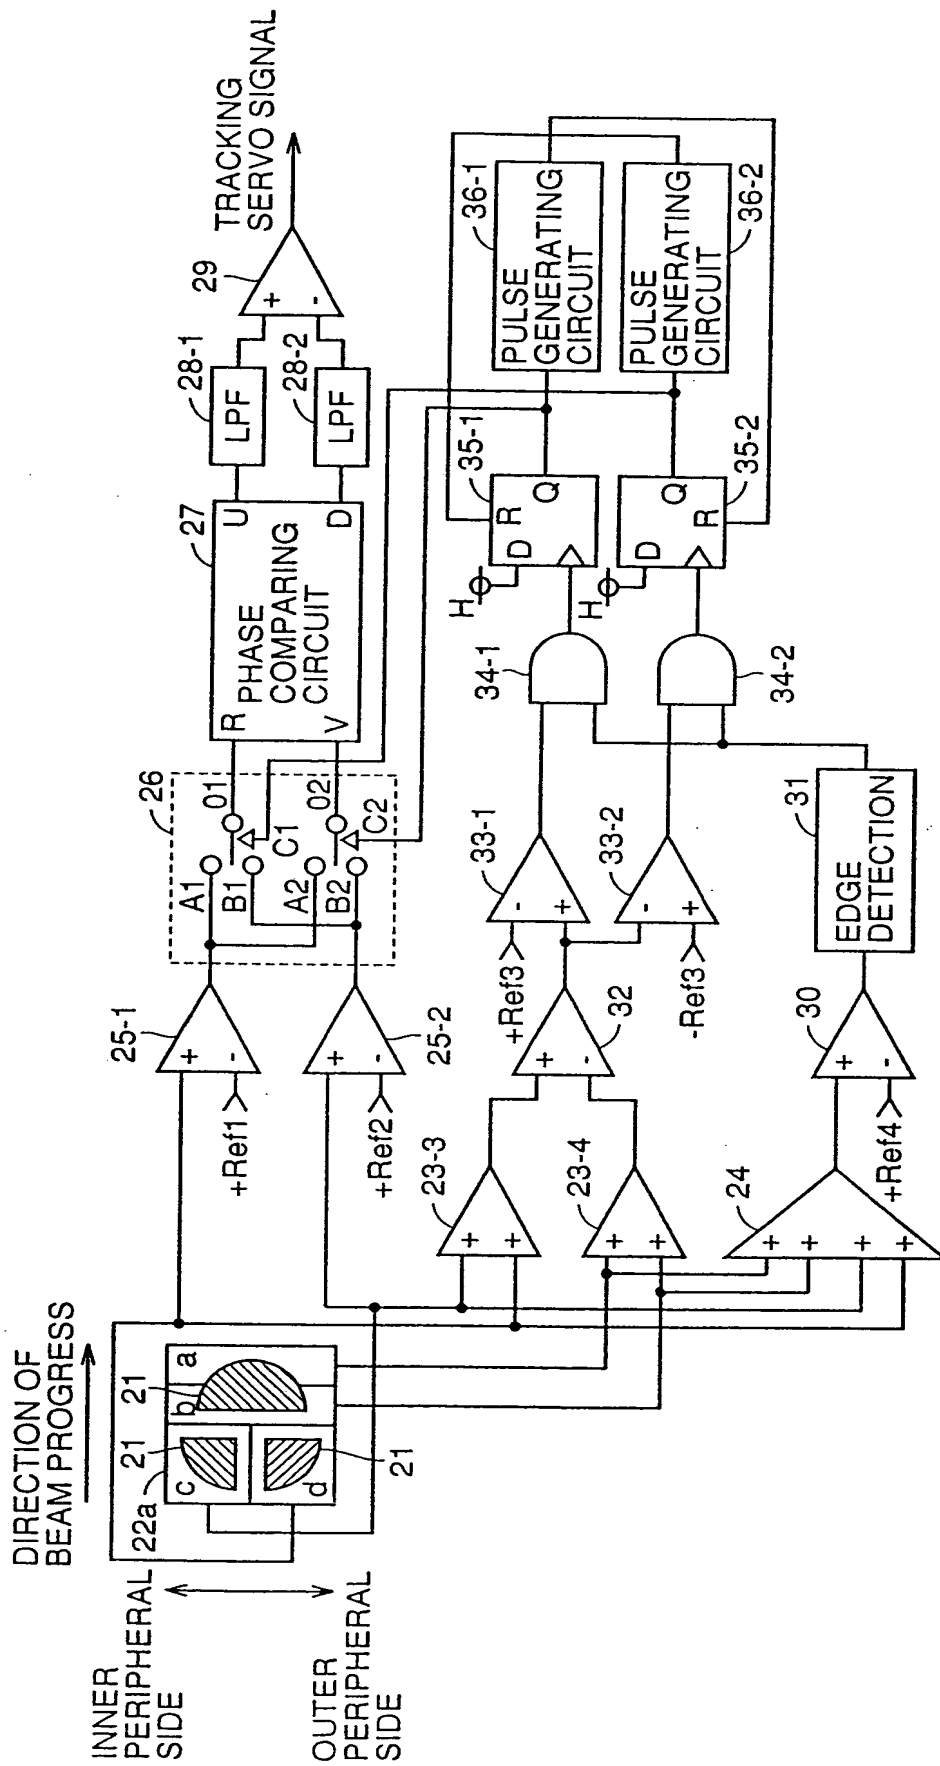 DIRECTION OF
BEAM PROGRESS
INNER
PERIPHERAL
SIDE
OUTER
PERIPHERAL
SIDE
22a
21
21
21
a
b
c
d
25-1
+
-
+Ref1
25-2
+
-
+Ref2
26
A1
B1
A2
B2
01
02
C1
C2
27
R
V
PHASE
COMPARING
CIRCUIT
U
D
28-1
LPF
28-2
LPF
29
+
-
TRACKING
SERVO SIGNAL
23-3
+
+
23-4
+
+
24
+
+
+
+
32
+
-
33-1
-
+
+Ref3
33-2
-
+
-Ref3
30
+
-
+Ref4
31
EDGE
DETECTION
34-1
34-2
H
D
R
Q
35-1
H
D
R
Q
35-2
PULSE
GENERATING
CIRCUIT
36-1
PULSE
GENERATING
CIRCUIT
36-2